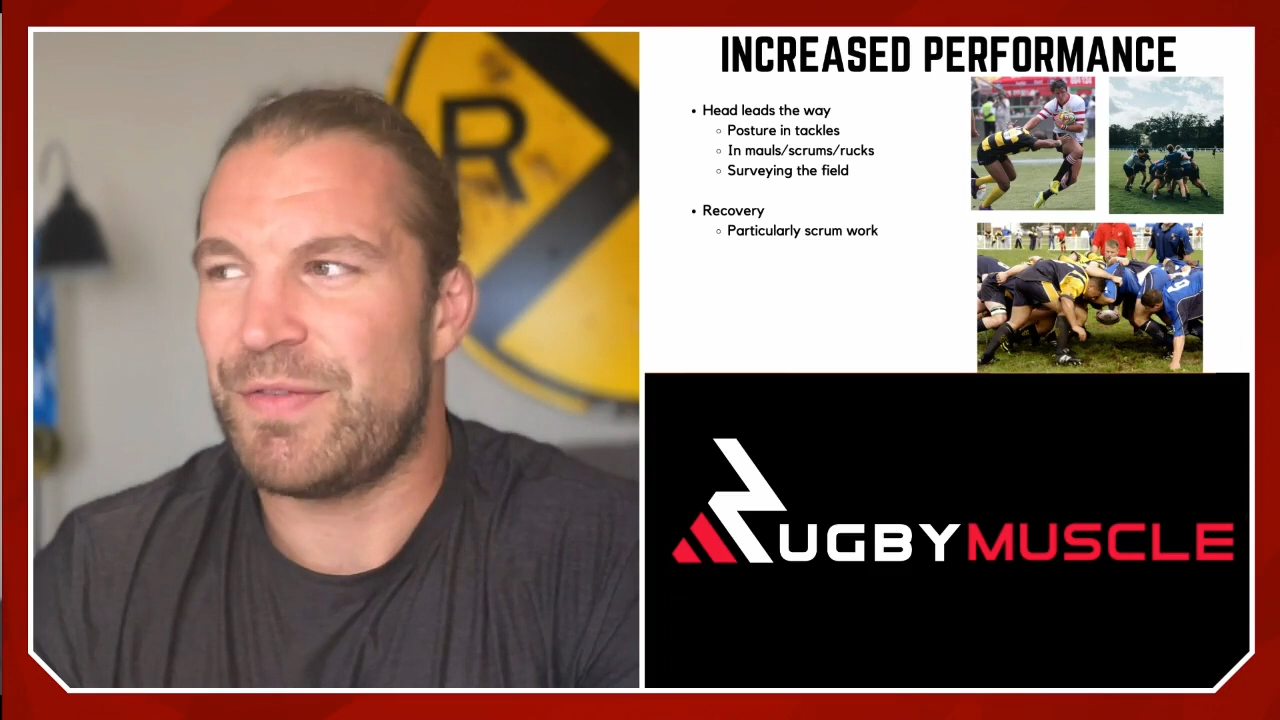 R
INCREASED PERFORMANCE
Head leads the way
Posture in tackles
In mauls/scrums/rucks
Surveying the field
Recovery
Particularly scrum work
9
RUGBYMUSCLE